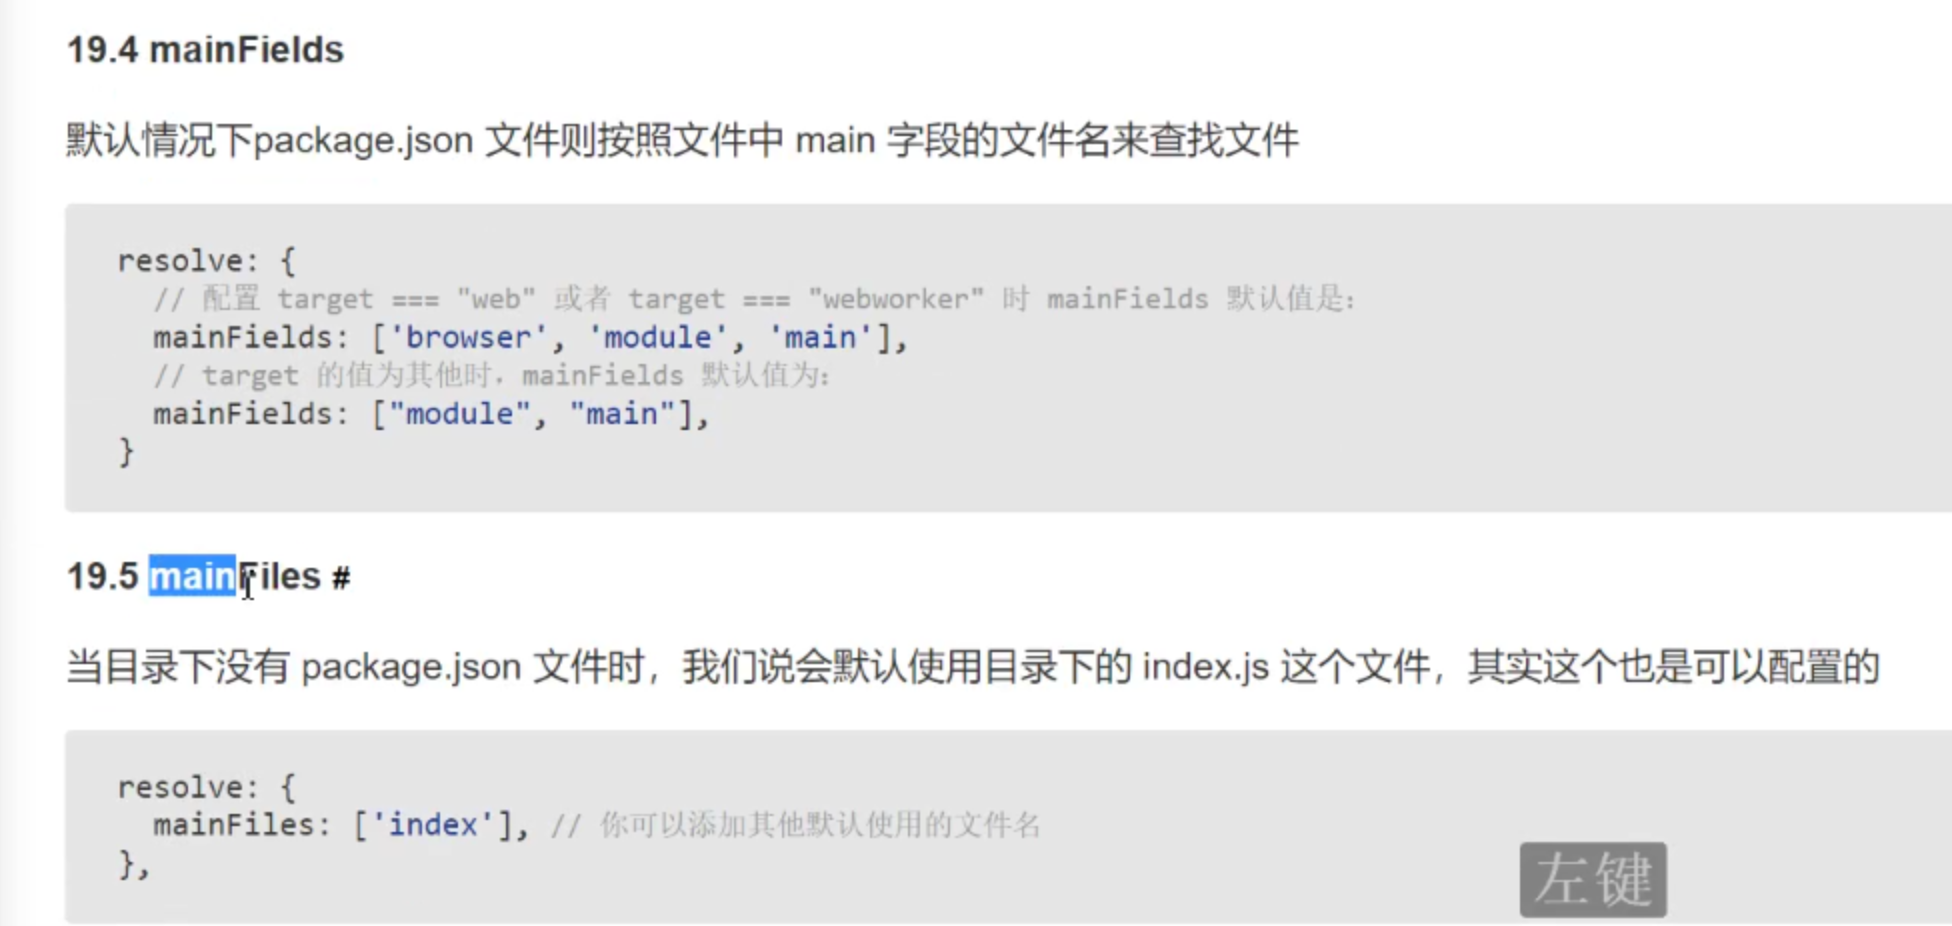 19.4 mainFields
默认情况下package.json 文件则按照文件中 main 字段的文件名来查找文件
resolve: {
// 配置 target === "web" 或者 target === "webworker" 时 mainFields 默认值是：
mainFields: ['browser', 'module', 'main'],
// target 的值为其他时，mainFields 默认值为：
mainFields: ["module", "main"],
}
19.5 mainFiles #
当目录下没有 package.json 文件时，我们说会默认使用目录下的 index.js 这个文件，其实这个也是可以配置的
resolve: {
mainFiles: ['index'], // 你可以添加其他默认使用的文件名
},
左键